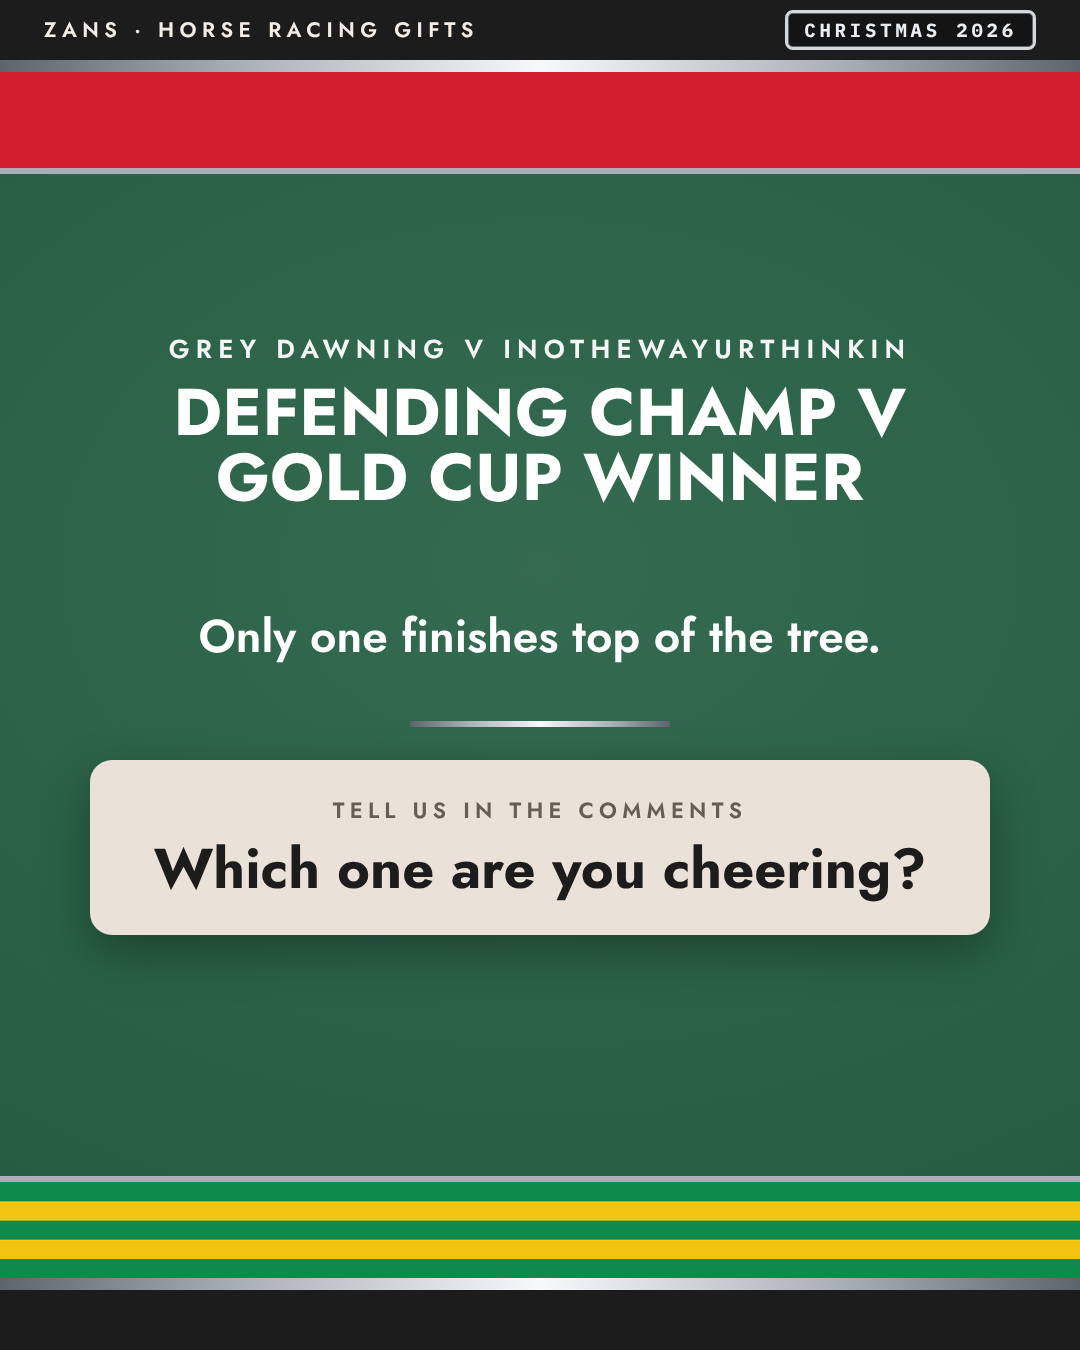 ZANS · HORSE RACING GIFTS
CHRISTMAS 2026
GREY DAWNING V INOTHEWAYURTHINKIN
DEFENDING CHAMP V
GOLD CUP WINNER
Only one finishes top of the tree.
TELL US IN THE COMMENTS
Which one are you cheering?